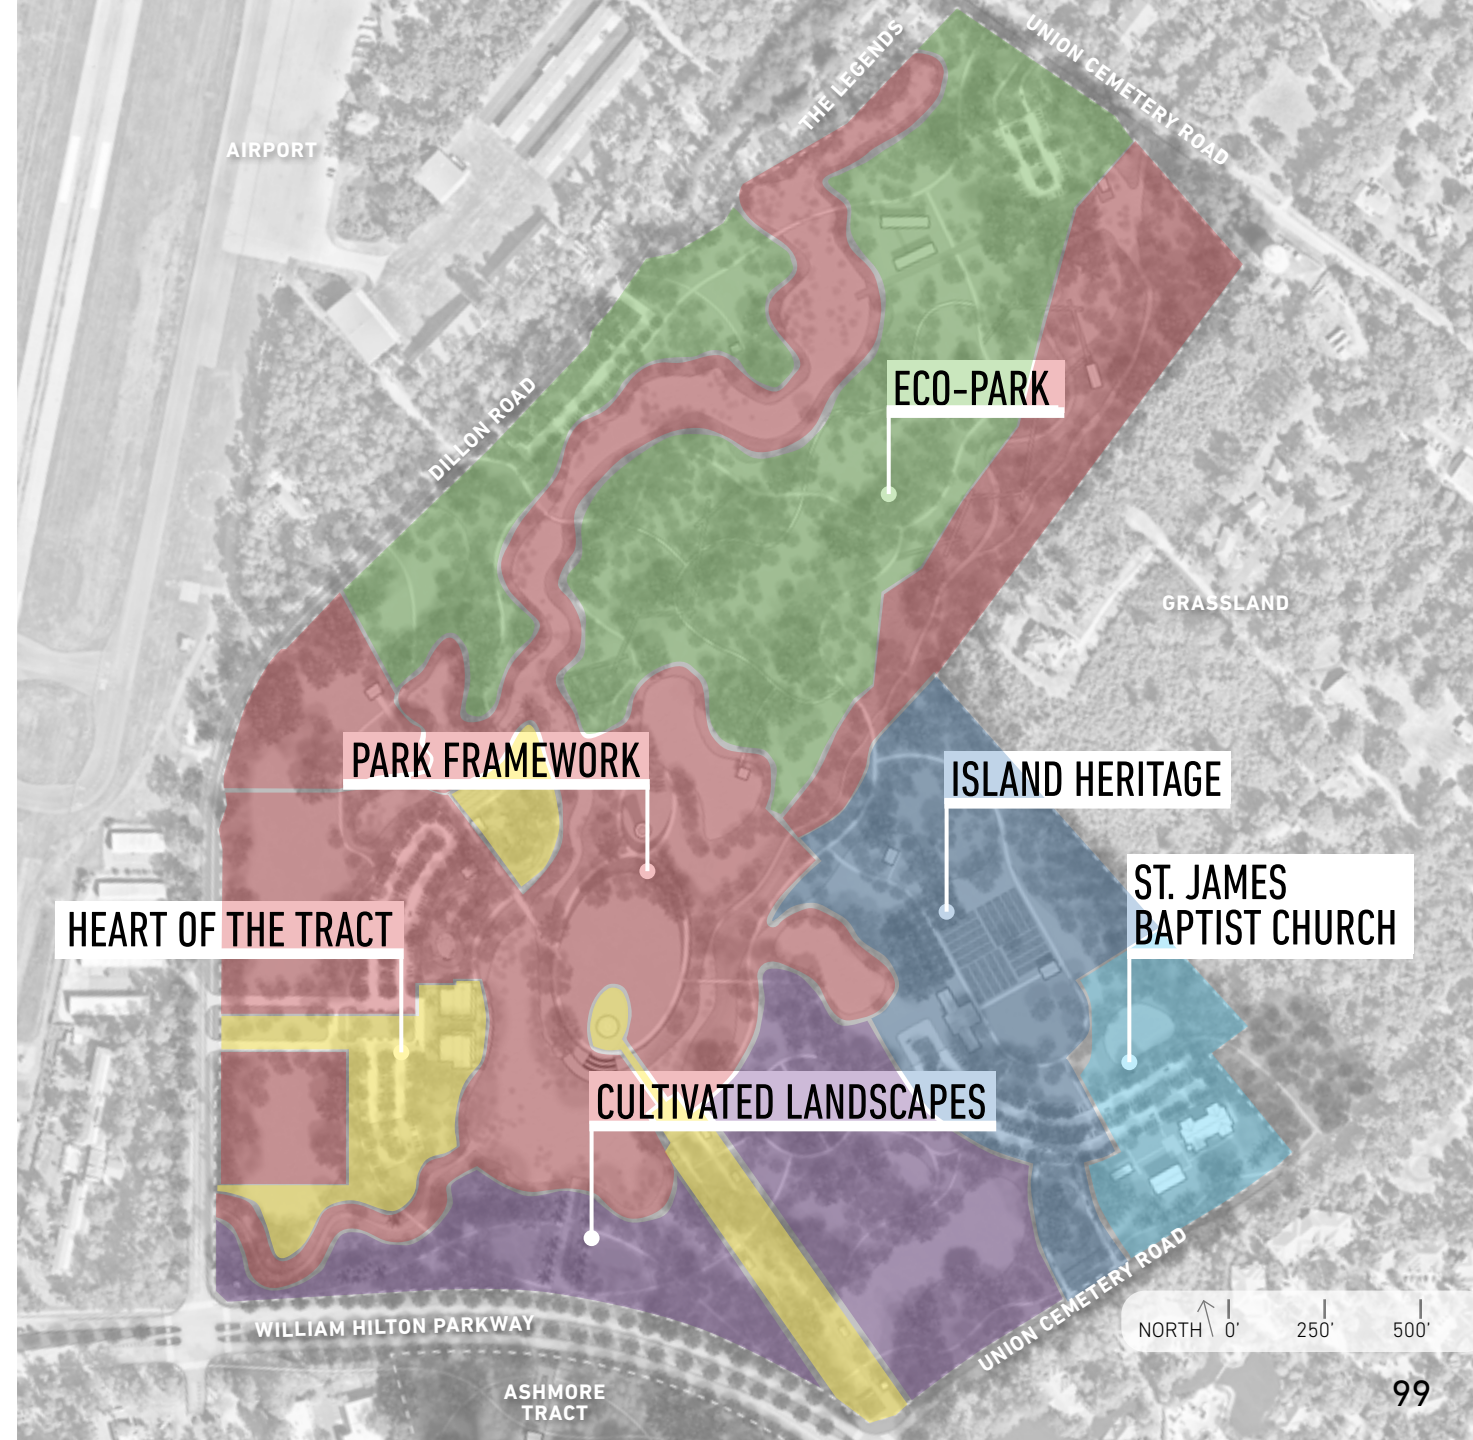 THE LEGENDS
UNION CEMETERY ROAD
AIRPORT
DILLON ROAD
ECO-PARK
GRASSLAND
PARK FRAMEWORK
ISLAND HERITAGE
ST. JAMES
BAPTIST CHURCH
HEART OF THE TRACT
CULTIVATED LANDSCAPES
UNION CEMETERY ROAD
WILLIAM HILTON PARKWAY
NORTH 0' 250' 500'
ASHMORE
TRACT
99